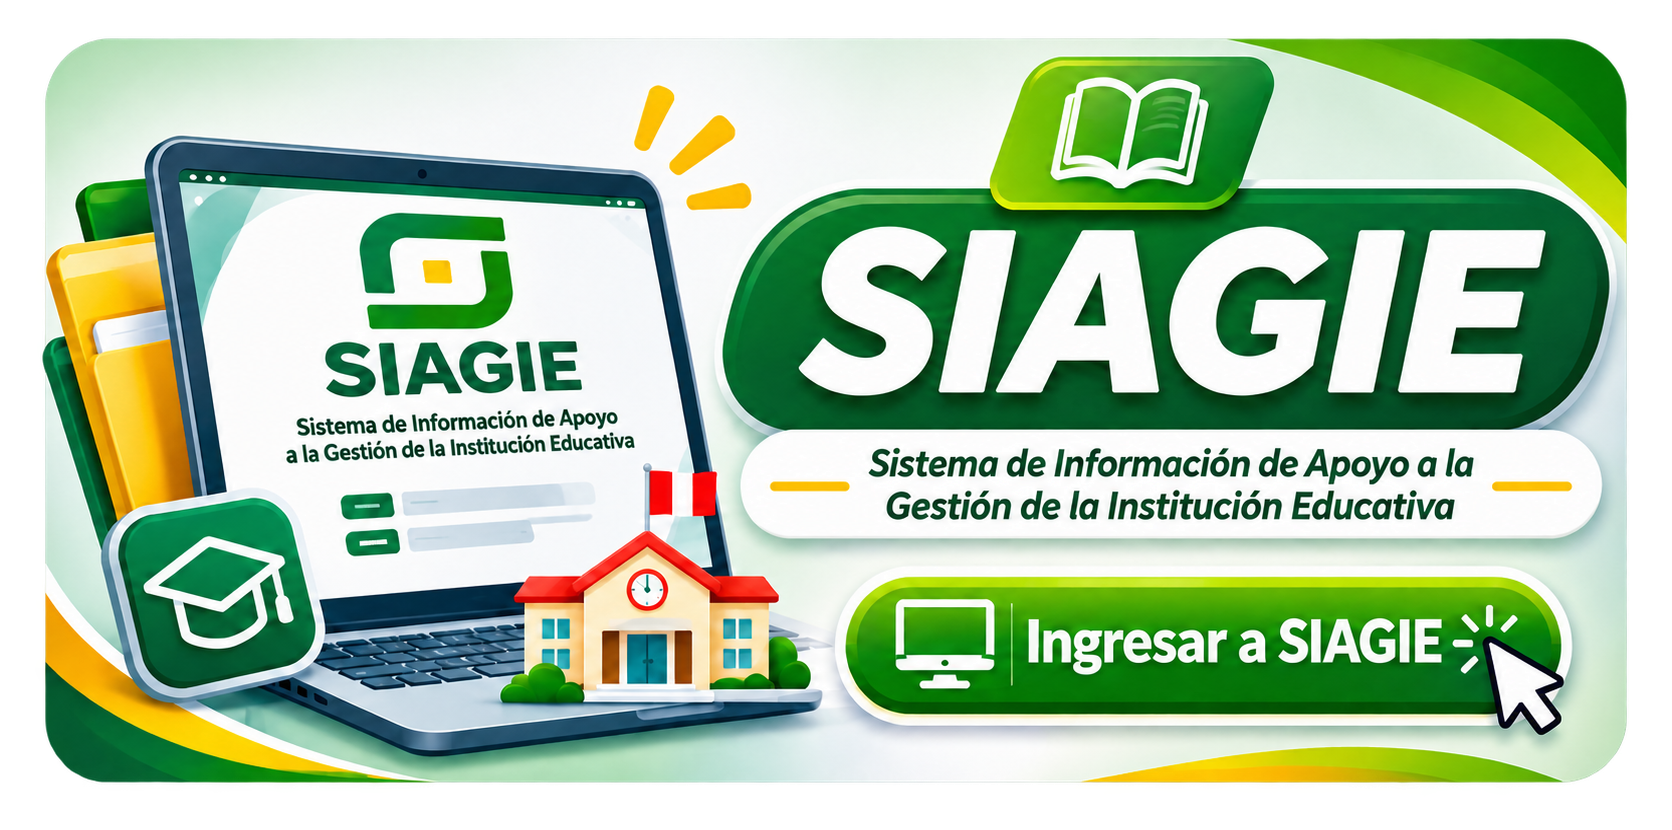 SIAGIE
Sistema de Información de Apoyo
a la Gestión de la Institución Educativa
SIAGIE
Sistema de Información de Apoyo a la
Gestión de la Institución Educativa
Ingresar a SIAGIE